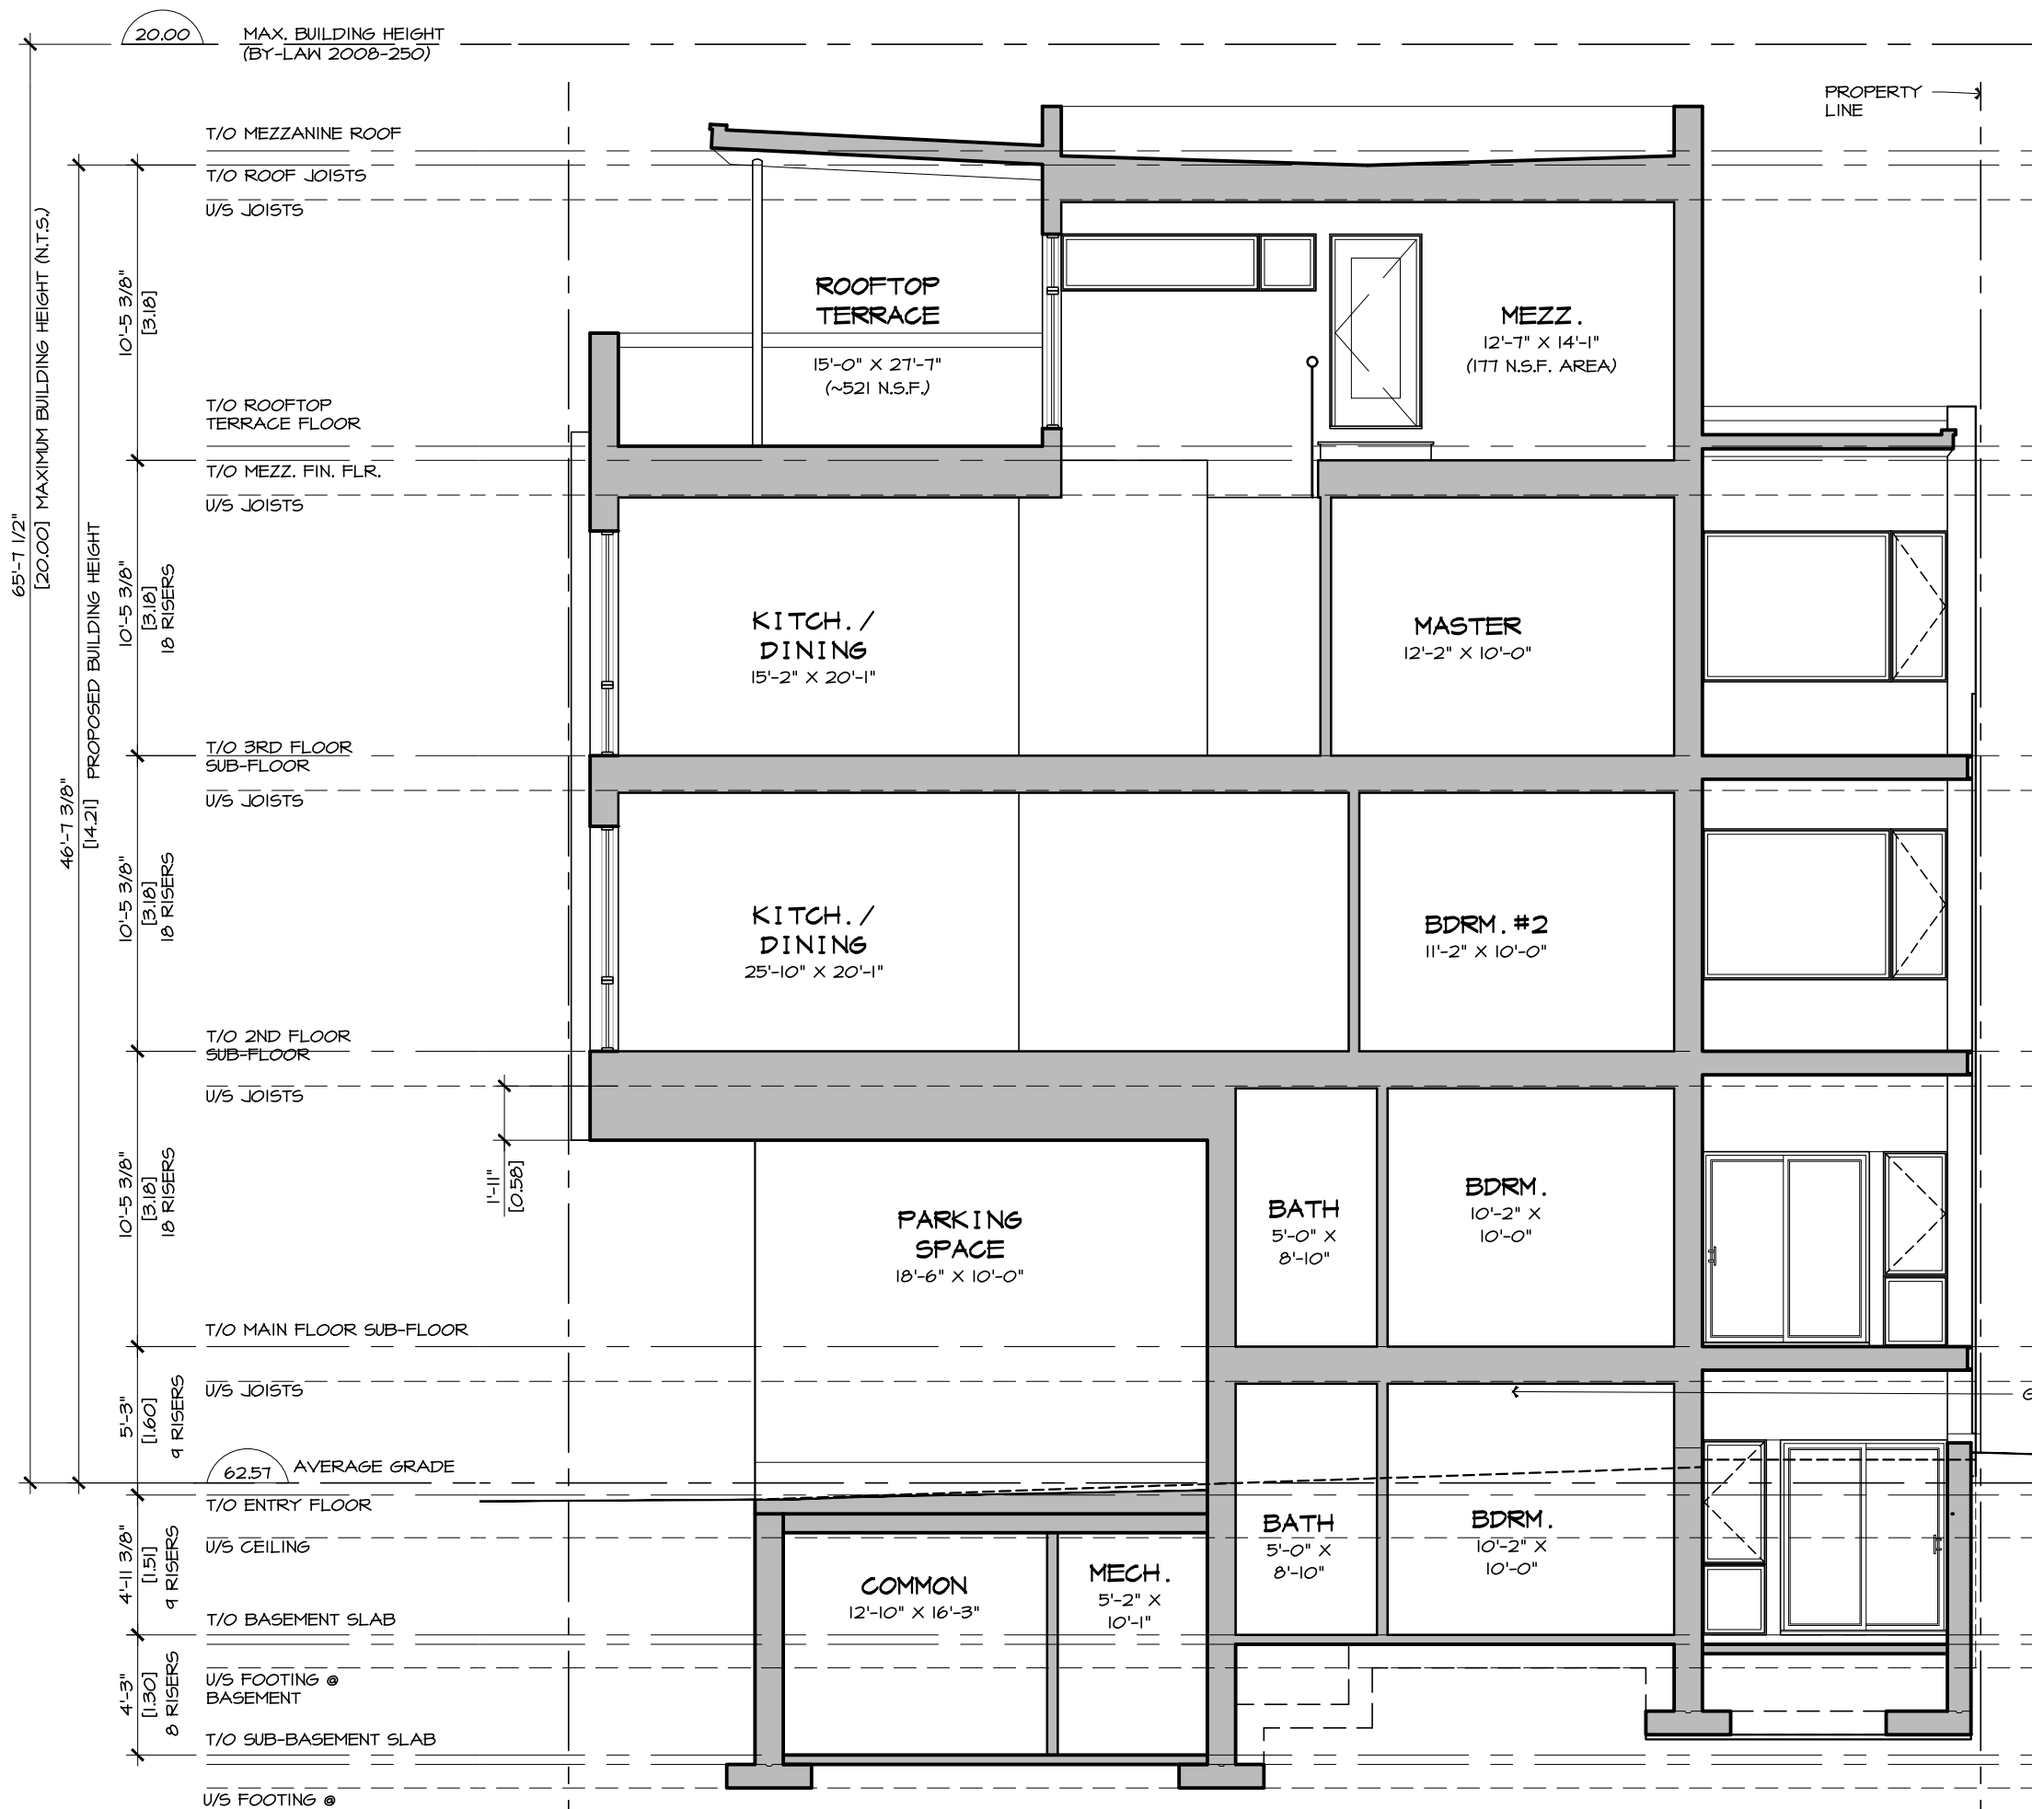 20.00
MAX. BUILDING HEIGHT
(BY-LAW 2008-250)
PROPERTY
LINE
T/O MEZZANINE ROOF
T/O ROOF JOISTS
U/S JOISTS
65'-7 1/2"
[20.00] MAXIMUM BUILDING HEIGHT (N.T.S.)
46'-7 3/8"
[14.21] PROPOSED BUILDING HEIGHT
10'-5 3/8"
[3.18]
ROOFTOP
TERRACE
15'-0" X 27'-7"
(~521 N.S.F.)
MEZZ.
12'-7" X 14'-1"
(177 N.S.F. AREA)
T/O ROOFTOP
TERRACE FLOOR
T/O MEZZ. FIN. FLR.
U/S JOISTS
10'-5 3/8"
[3.18]
18 RISERS
KITCH. /
DINING
15'-2" X 20'-1"
MASTER
12'-2" X 10'-0"
T/O 3RD FLOOR
SUB-FLOOR
U/S JOISTS
10'-5 3/8"
[3.18]
18 RISERS
KITCH. /
DINING
25'-10" X 20'-1"
BDRM. #2
11'-2" X 10'-0"
T/O 2ND FLOOR
SUB-FLOOR
U/S JOISTS
1'-11"
[0.58]
10'-5 3/8"
[3.18]
18 RISERS
PARKING
SPACE
18'-6" X 10'-0"
BATH
5'-0" X
8'-10"
BDRM.
10'-2" X
10'-0"
T/O MAIN FLOOR SUB-FLOOR
U/S JOISTS
5'-3"
[1.60]
9 RISERS
62.57
AVERAGE GRADE
T/O ENTRY FLOOR
U/S CEILING
4'-11 3/8"
[1.51]
9 RISERS
COMMON
12'-10" X 16'-3"
MECH.
5'-2" X
10'-1"
BATH
5'-0" X
8'-10"
BDRM.
10'-2" X
10'-0"
T/O BASEMENT SLAB
U/S FOOTING @
BASEMENT
4'-3"
[1.30]
8 RISERS
T/O SUB-BASEMENT SLAB
U/S FOOTING @